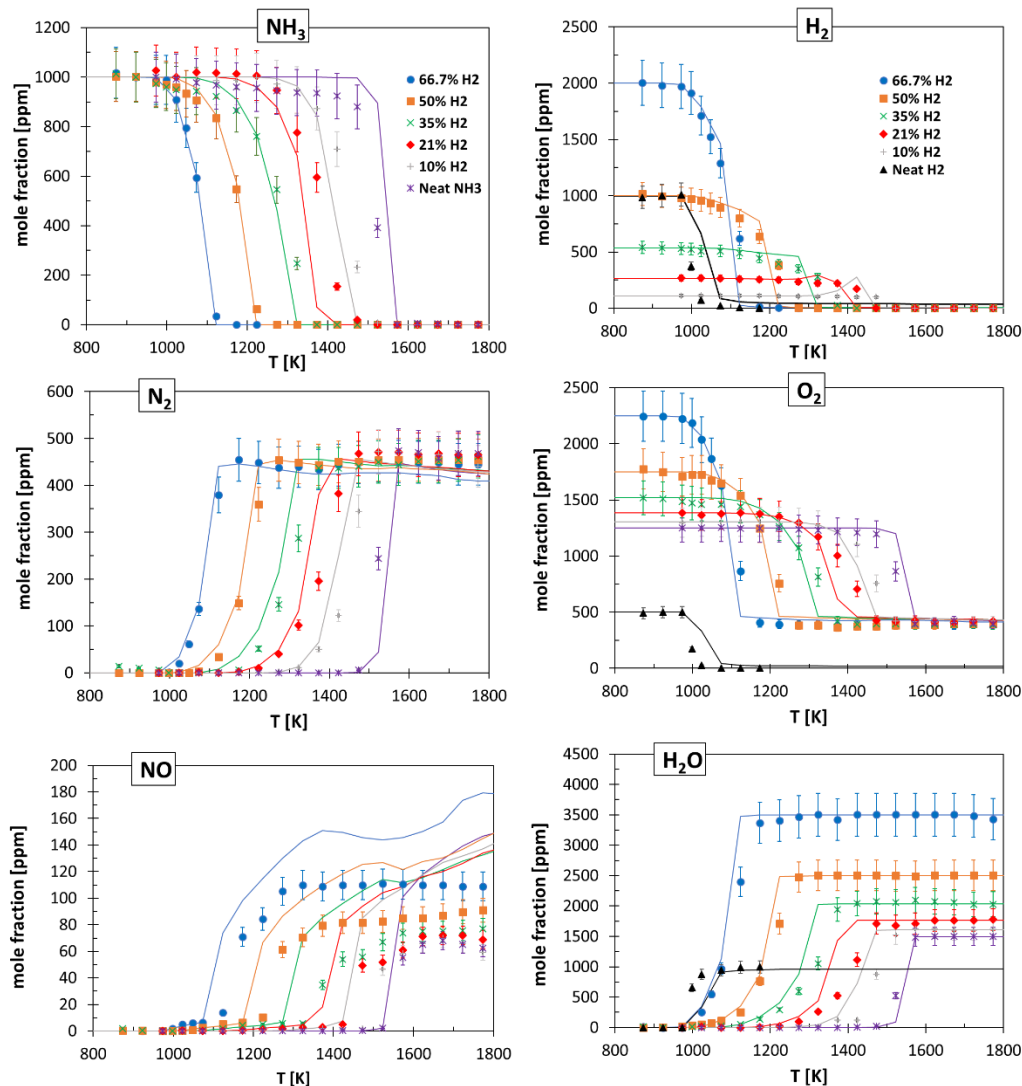 NH3
mole fraction [ppm]
1200
1000
800
600
400
200
0
66.7% H2
50% H2
35% H2
21% H2
10% H2
Neat NH3
800 1000 1200 1400 1600 1800
T [K]
H2
mole fraction [ppm]
2500
2000
1500
1000
500
0
66.7% H2
50% H2
35% H2
21% H2
10% H2
Neat H2
800 1000 1200 1400 1600 1800
T [K]
N2
mole fraction [ppm]
600
500
400
300
200
100
0
800 1000 1200 1400 1600 1800
T [K]
O2
mole fraction [ppm]
2500
2000
1500
1000
500
0
800 1000 1200 1400 1600 1800
T [K]
NO
mole fraction [ppm]
200
180
160
140
120
100
80
60
40
20
0
800 1000 1200 1400 1600 1800
T [K]
H2O
mole fraction [ppm]
4500
4000
3500
3000
2500
2000
1500
1000
500
0
800 1000 1200 1400 1600 1800
T [K]